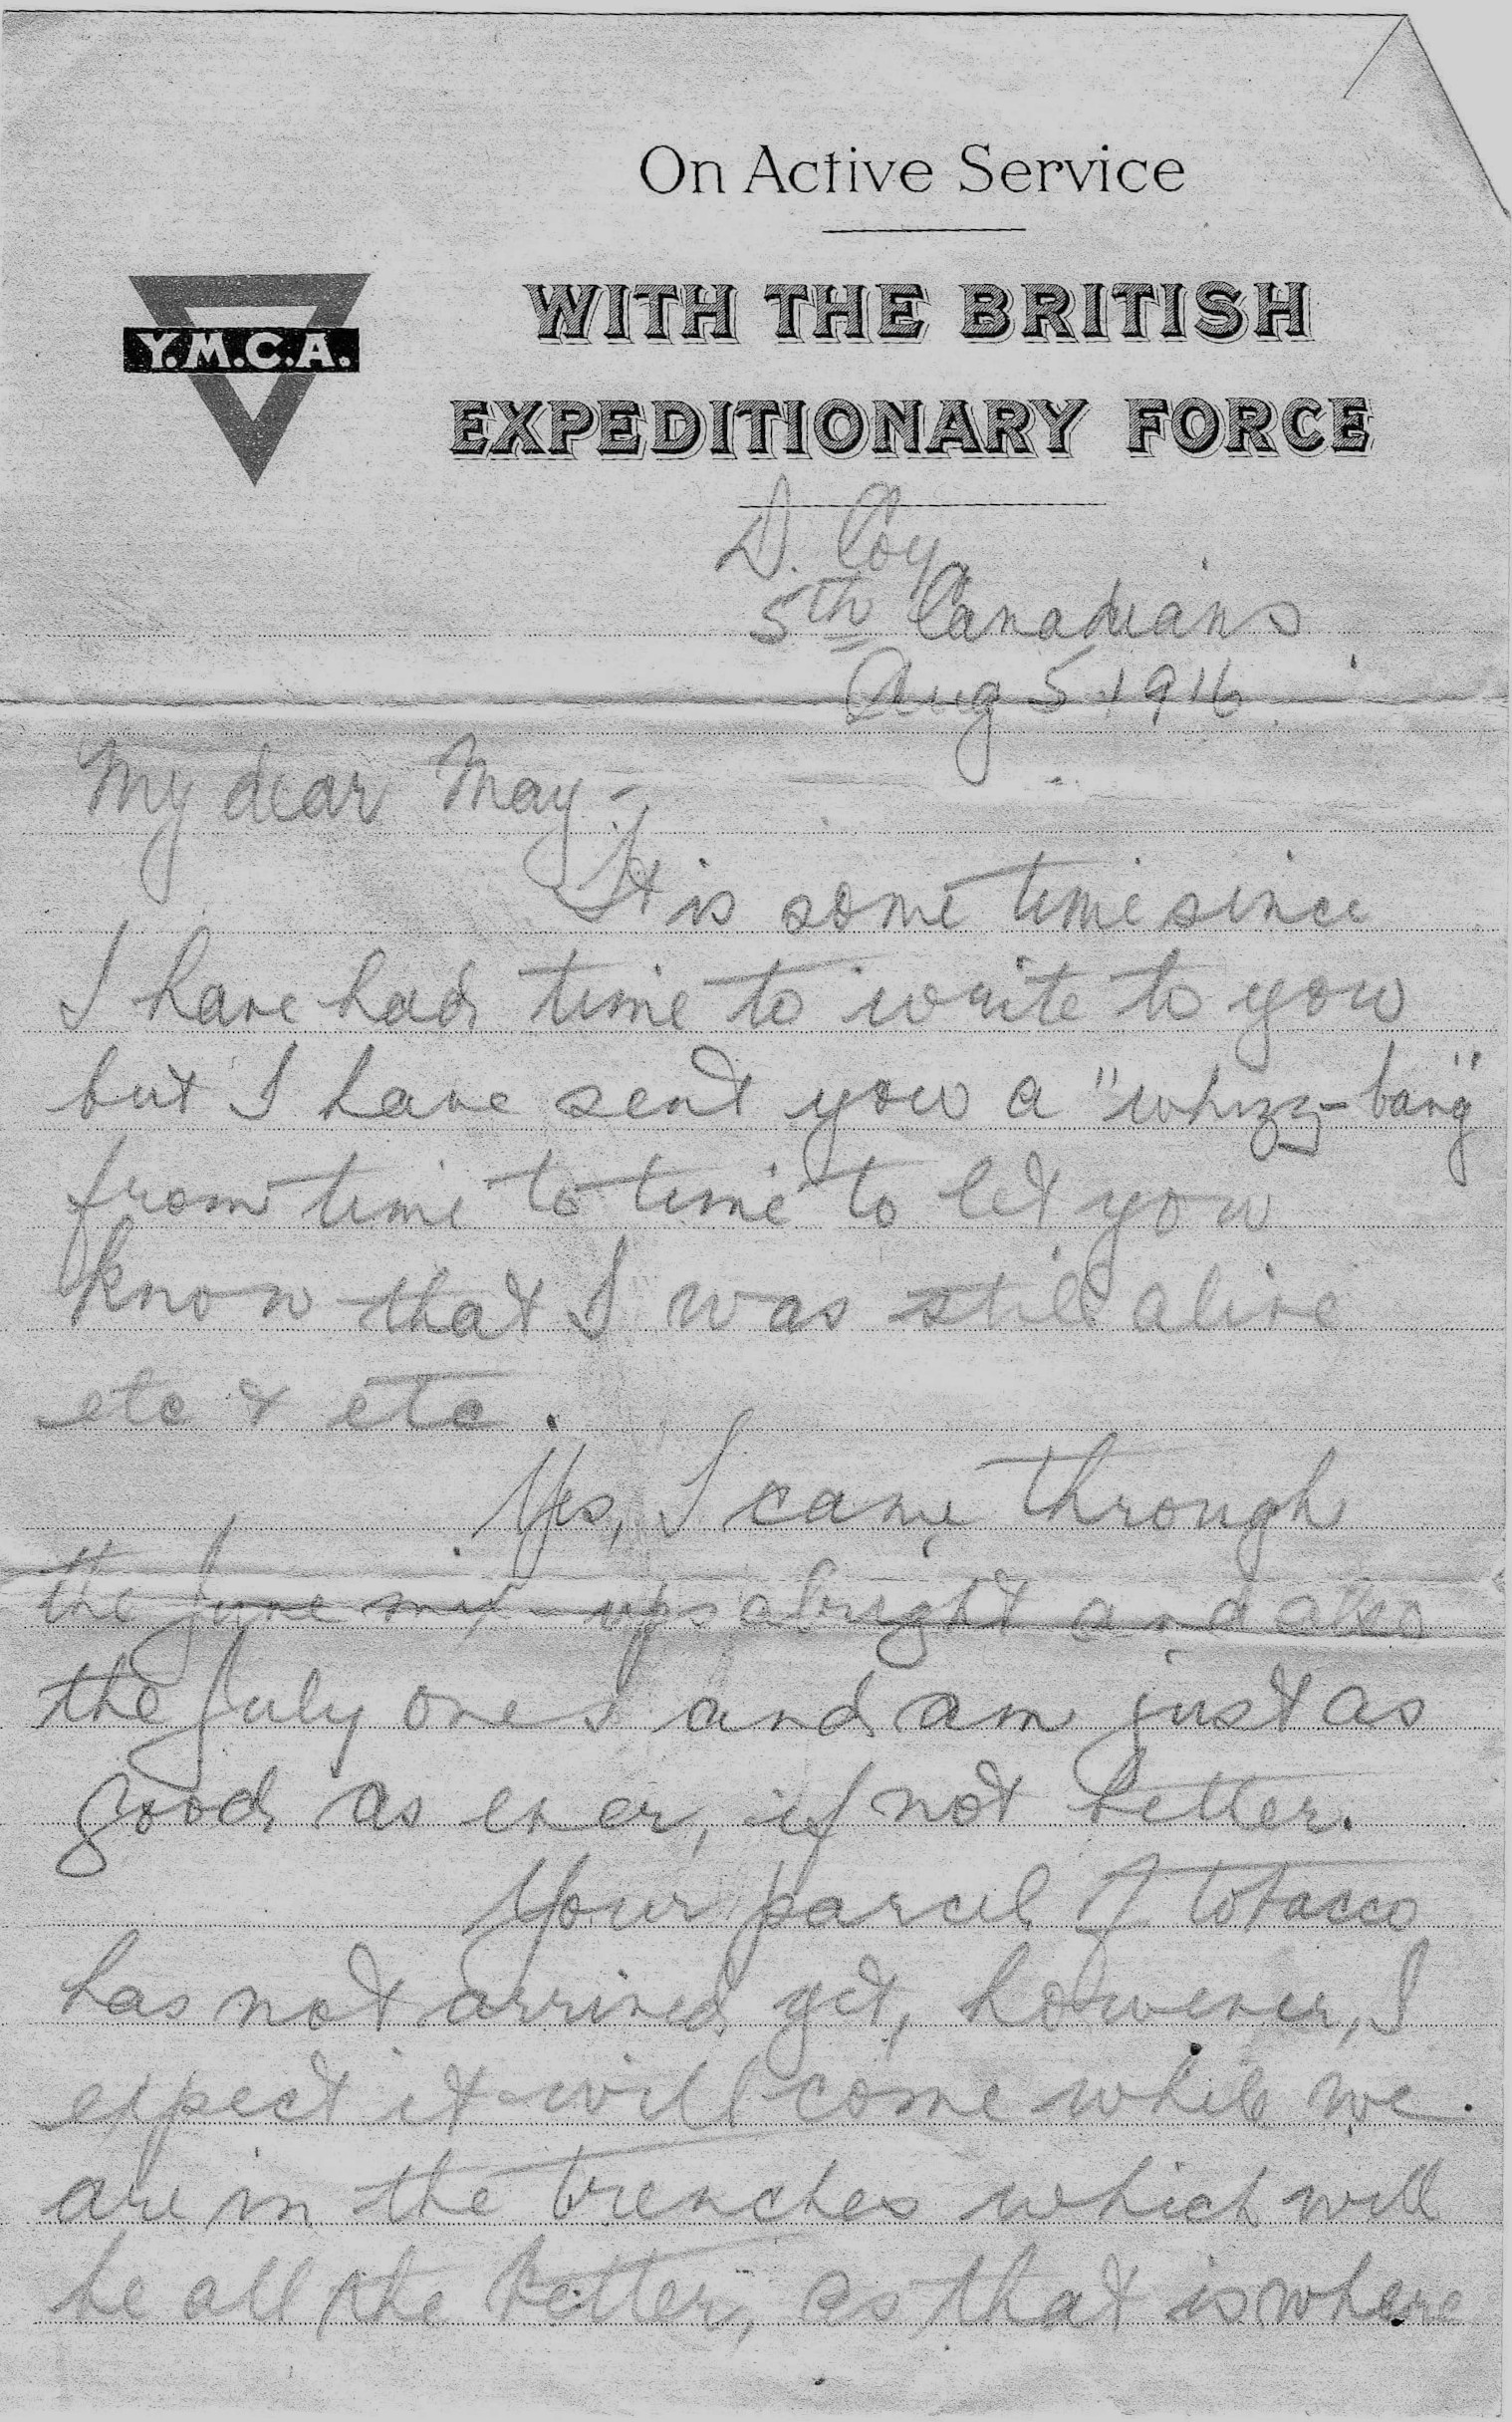 On Active Service
Y.M.C.A.
WITH THE BRITISH
EXPEDITIONARY FORCE
D. Coy
5th Canadians
Aug 5. 1916.
My dear May -,
It is some time since
I have had time to write to you
but I have sent you a "whizz-bang"
from time to time to let you
know that I was still alive
etc & etc.
Yes, I came through
the June mix-ups alright and also
the July ones and am just as
good as ever, if not better.
Your parcel of tobacco
has not arrived yet, however, I
expect it will come while we
are in the trenches which will
be all the better, as that is where